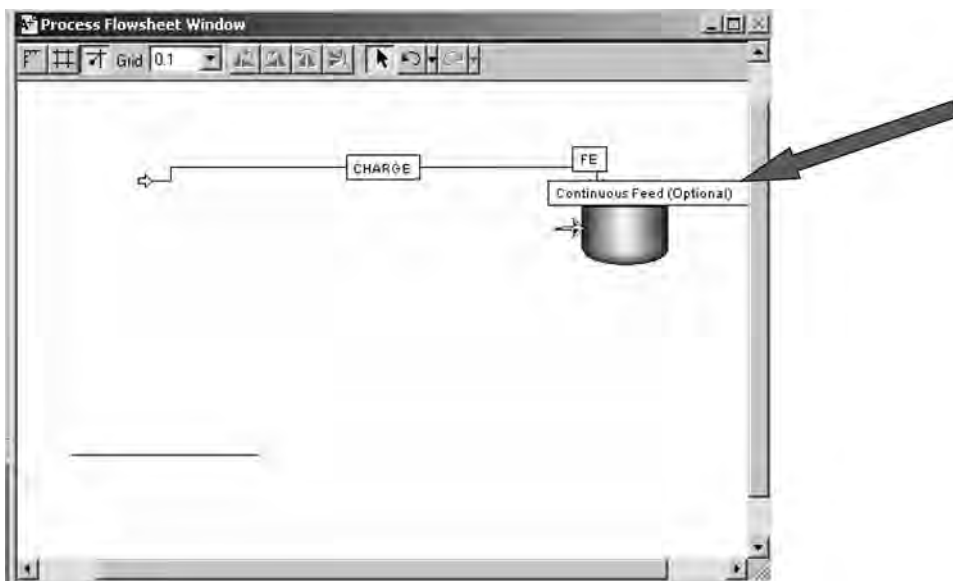 Process Flowsheet Window
Grid 0.1
CHARGE
FE
Continuous Feed (Optional)